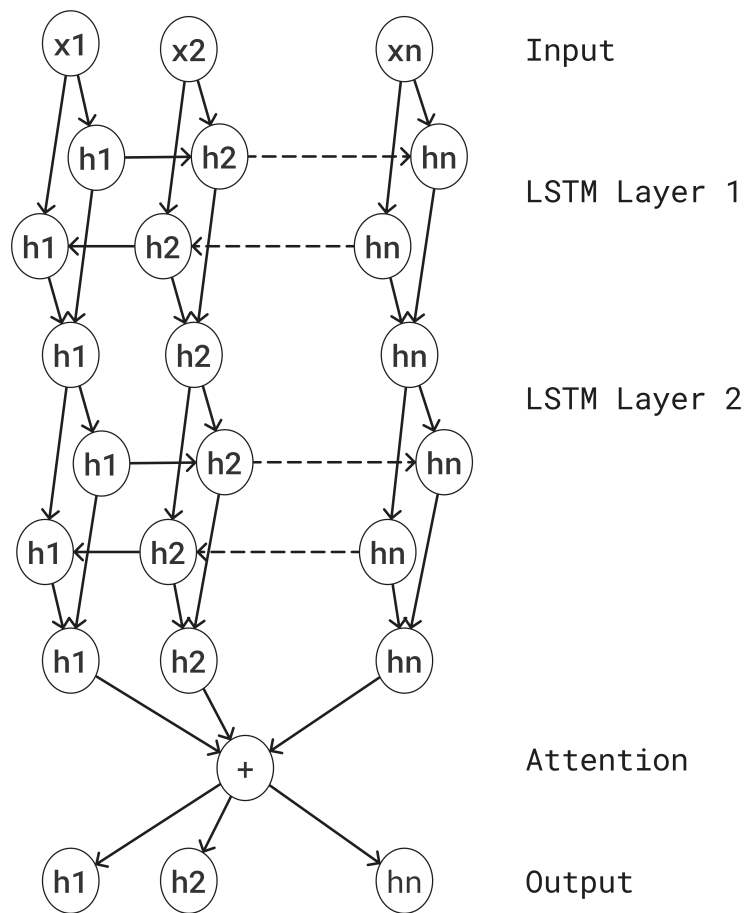 x1 x2 xn Input
h1 h2 hn
LSTM Layer 1
h1 h2 hn
h1 h2 hn
LSTM Layer 2
h1 h2 hn
h1 h2 hn
h1 h2 hn
+
Attention
h1 h2 hn Output